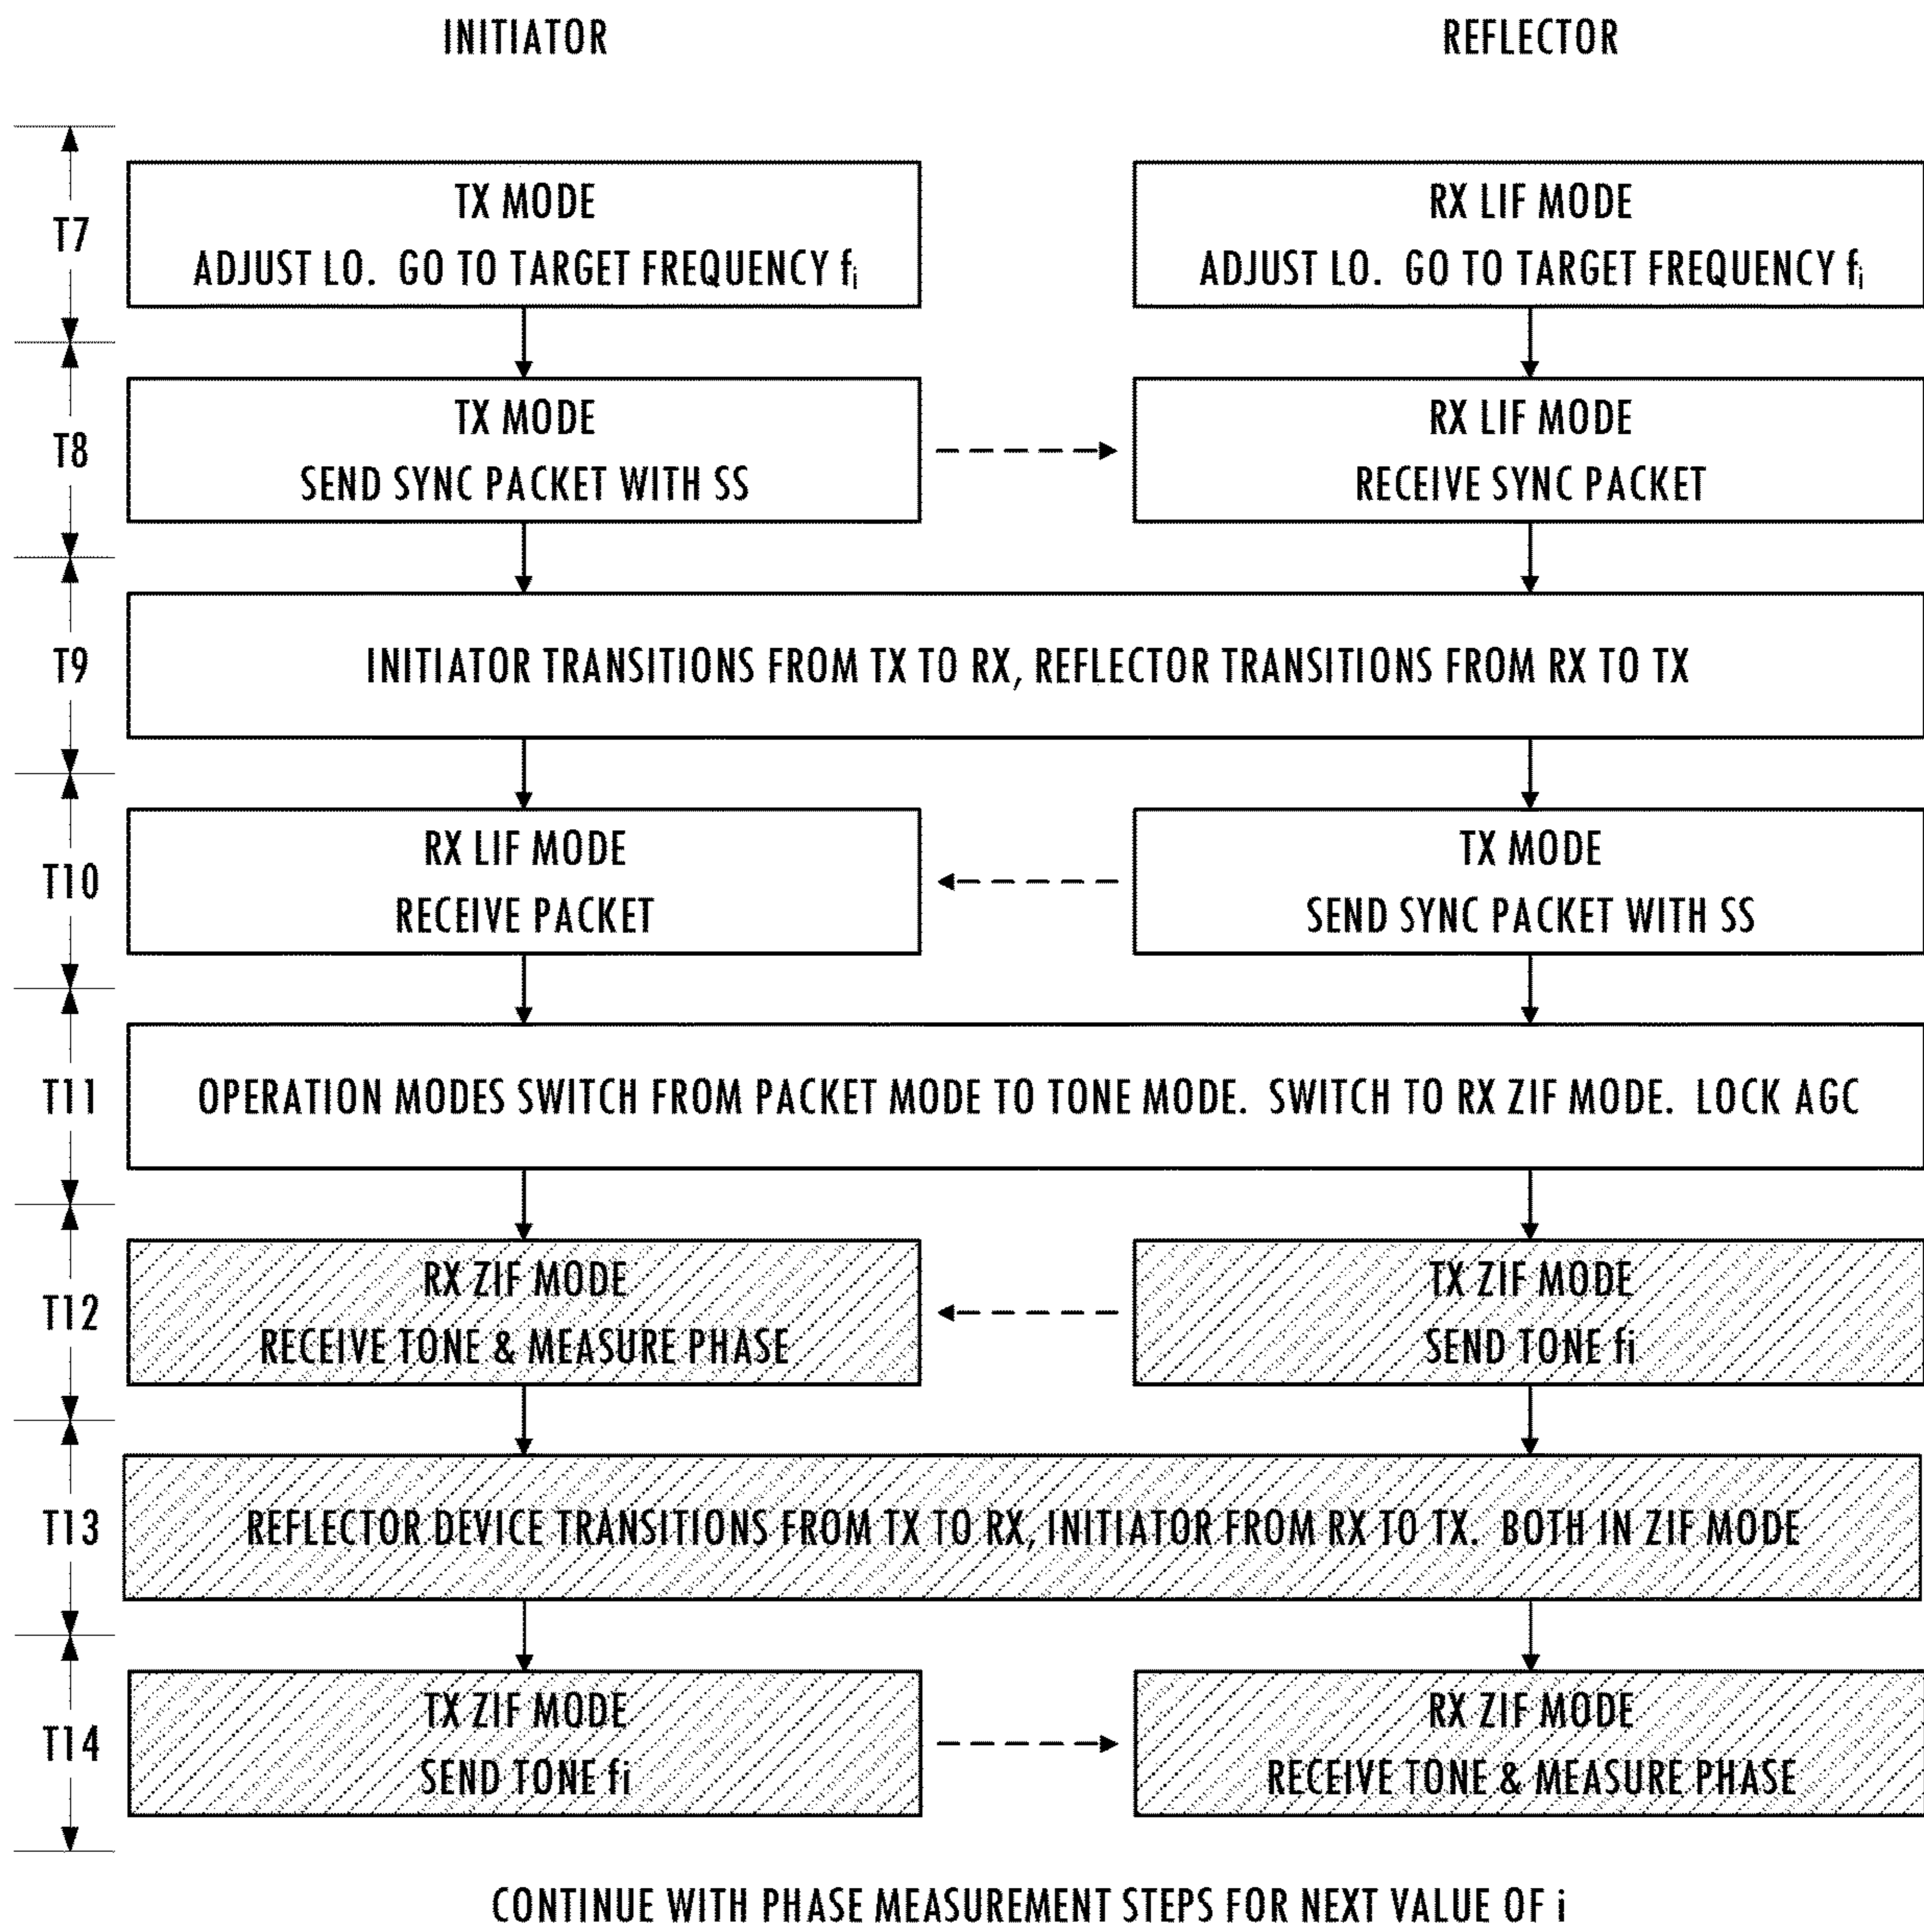 INITIATOR
REFLECTOR
T7
TX MODE
ADJUST LO. GO TO TARGET FREQUENCY fi
RX LIF MODE
ADJUST LO. GO TO TARGET FREQUENCY fi
T8
TX MODE
SEND SYNC PACKET WITH SS
RX LIF MODE
RECEIVE SYNC PACKET
T9
INITIATOR TRANSITIONS FROM TX TO RX, REFLECTOR TRANSITIONS FROM RX TO TX
T10
RX LIF MODE
RECEIVE PACKET
TX MODE
SEND SYNC PACKET WITH SS
T11
OPERATION MODES SWITCH FROM PACKET MODE TO TONE MODE. SWITCH TO RX ZIF MODE. LOCK AGC
T12
RX ZIF MODE
RECEIVE TONE & MEASURE PHASE
TX ZIF MODE
SEND TONE fi
T13
REFLECTOR DEVICE TRANSITIONS FROM TX TO RX, INITIATOR FROM RX TO TX. BOTH IN ZIF MODE
T14
TX ZIF MODE
SEND TONE fi
RX ZIF MODE
RECEIVE TONE & MEASURE PHASE
CONTINUE WITH PHASE MEASUREMENT STEPS FOR NEXT VALUE OF i